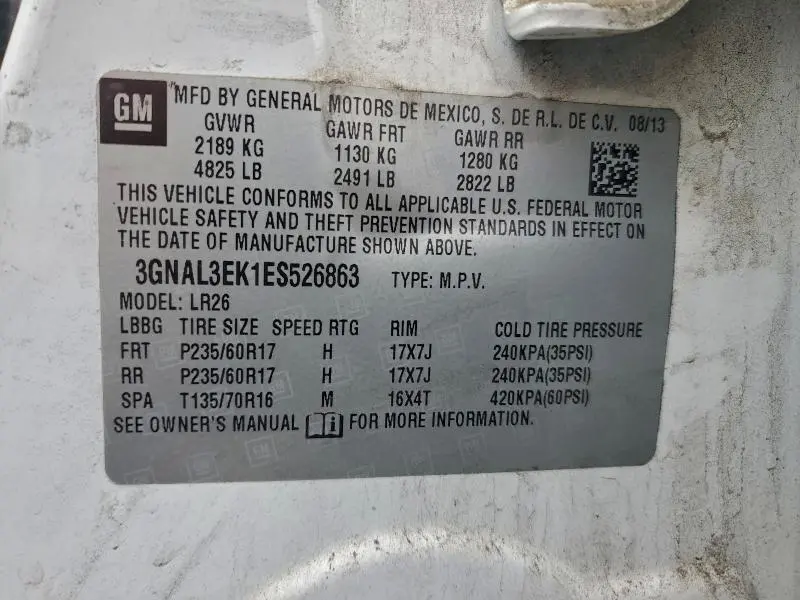 GM
MFD BY GENERAL MOTORS DE MEXICO, S. DE R.L. DE C.V. 08/13
GVWR GAWR FRT GAWR RR
2189 KG 1130 KG 1280 KG
4825 LB 2491 LB 2822 LB
THIS VEHICLE CONFORMS TO ALL APPLICABLE U.S. FEDERAL MOTOR
VEHICLE SAFETY AND THEFT PREVENTION STANDARDS IN EFFECT ON
THE DATE OF MANUFACTURE SHOWN ABOVE.
3GNAL3EK1ES526863 TYPE: M.P.V.
MODEL: LR26
LBBG TIRE SIZE SPEED RTG RIM COLD TIRE PRESSURE
FRT P235/60R17 H 17X7J 240KPA(35PSI)
RR P235/60R17 H 17X7J 240KPA(35PSI)
SPA T135/70R16 M 16X4T 420KPA(60PSI)
SEE OWNER'S MANUAL FOR MORE INFORMATION.